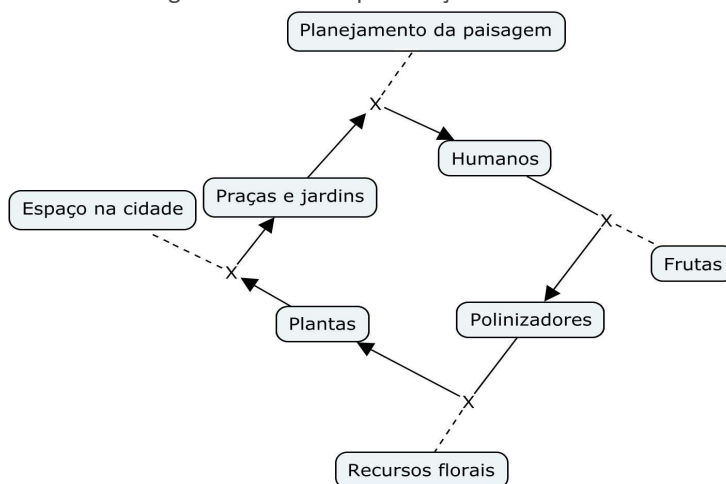 Planejamento da paisagem
X
Humanos
Praças e jardins
Espaço na cidade
X
Frutas
X
Plantas
Polinizadores
X
Recursos florais